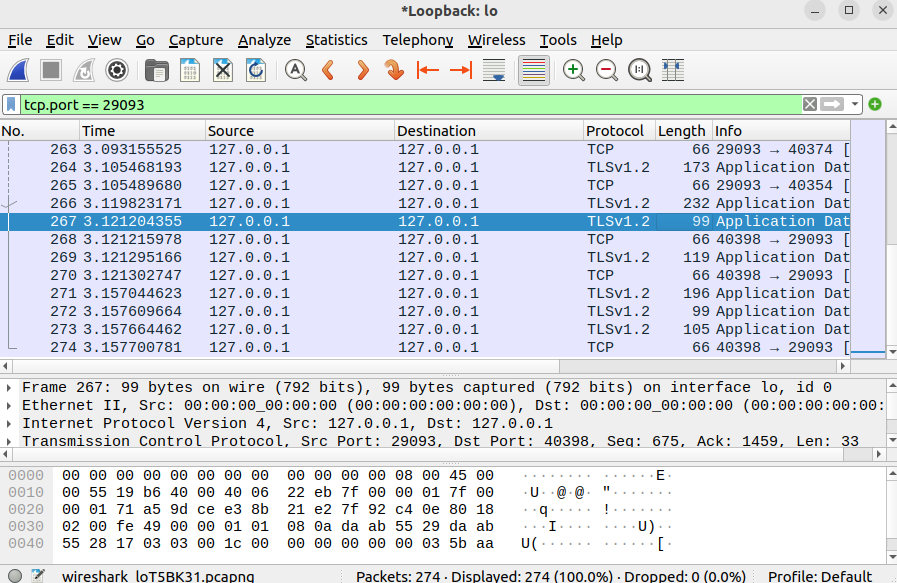 *Loopback: lo
File Edit View Go Capture Analyze Statistics Telephony Wireless Tools Help
tcp.port == 29093
No. Time Source Destination Protocol Length Info
263 3.093155525 127.0.0.1 127.0.0.1 TCP 66 29093 → 40374 [
264 3.105468193 127.0.0.1 127.0.0.1 TLSv1.2 173 Application Dat
265 3.105489680 127.0.0.1 127.0.0.1 TCP 66 29093 → 40354 [
266 3.119823171 127.0.0.1 127.0.0.1 TLSv1.2 232 Application Dat
267 3.121204355 127.0.0.1 127.0.0.1 TLSv1.2 99 Application Dat
268 3.121215978 127.0.0.1 127.0.0.1 TCP 66 40398 → 29093 [
269 3.121295166 127.0.0.1 127.0.0.1 TLSv1.2 119 Application Dat
270 3.121302747 127.0.0.1 127.0.0.1 TCP 66 40398 → 29093 [
271 3.157044623 127.0.0.1 127.0.0.1 TLSv1.2 196 Application Dat
272 3.157609664 127.0.0.1 127.0.0.1 TLSv1.2 99 Application Dat
273 3.157664462 127.0.0.1 127.0.0.1 TLSv1.2 105 Application Dat
274 3.157700781 127.0.0.1 127.0.0.1 TCP 66 40398 → 29093 [
Frame 267: 99 bytes on wire (792 bits), 99 bytes captured (792 bits) on interface lo, id 0
Ethernet II, Src: 00:00:00_00:00:00 (00:00:00:00:00:00), Dst: 00:00:00_00:00:00 (00:00:00:00:00:
Internet Protocol Version 4, Src: 127.0.0.1, Dst: 127.0.0.1
Transmission Control Protocol, Src Port: 29093, Dst Port: 40398, Seq: 675, Ack: 1459, Len: 33
0000 00 00 00 00 00 00 00 00 00 00 00 00 08 00 45 00 ········ ······E·
0010 00 55 19 b6 40 00 40 06 22 eb 7f 00 00 01 7f 00 ·U··@·@· "·······
0020 00 01 71 a5 9d ce e3 8b 21 e2 7f 92 c4 0e 80 18 ··q····· !·······
0030 02 00 fe 49 00 00 01 01 08 0a da ab 55 29 da ab ···I···· ····U)··
0040 55 28 17 03 03 00 1c 00 00 00 00 00 00 03 5b aa U(······ ······[·
wireshark_loT5BK31.pcapng Packets: 274 · Displayed: 274 (100.0%) · Dropped: 0 (0.0%) Profile: Default